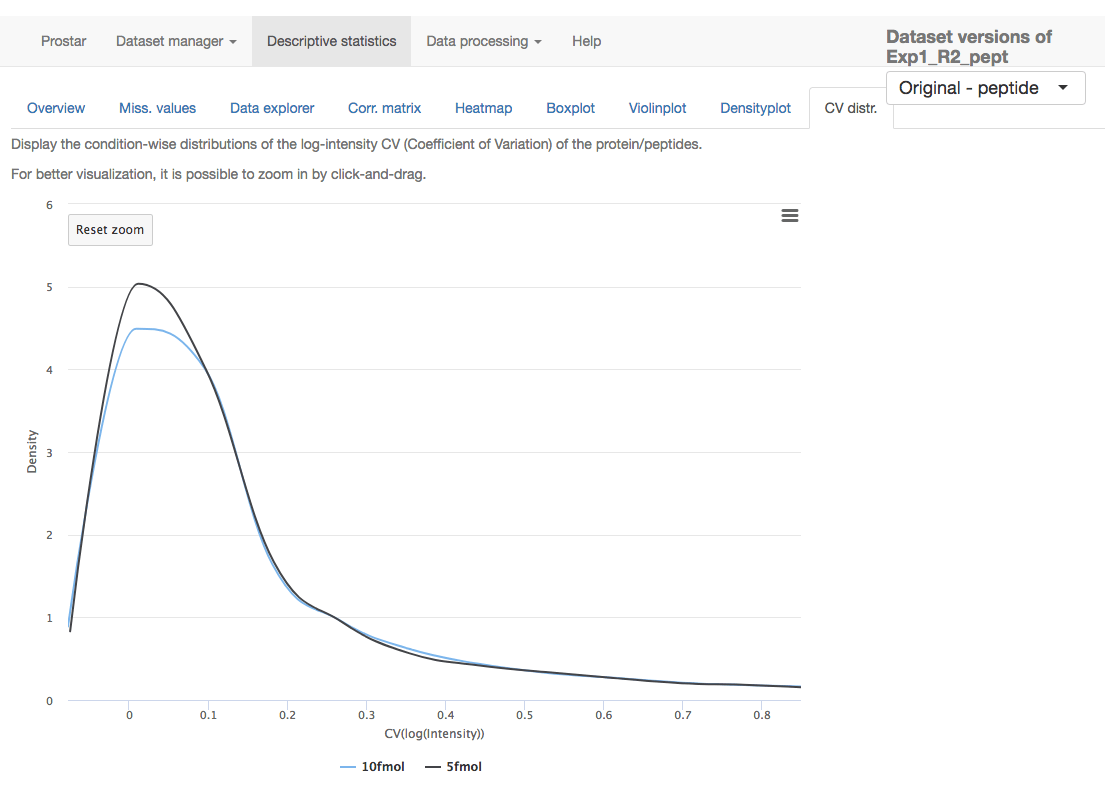 Prostar Dataset manager Descriptive statistics Data processing Help
Dataset versions of
Exp1_R2_pept
Original - peptide
Overview Miss. values Data explorer Corr. matrix Heatmap Boxplot Violinplot Densityplot CV distr.
Display the condition-wise distributions of the log-intensity CV (Coefficient of Variation) of the protein/peptides.
For better visualization, it is possible to zoom in by click-and-drag.
Reset zoom
6
5
4
3
2
1
0
Density
0 0.1 0.2 0.3 0.4 0.5 0.6 0.7 0.8
CV(log(Intensity))
10fmol 5fmol